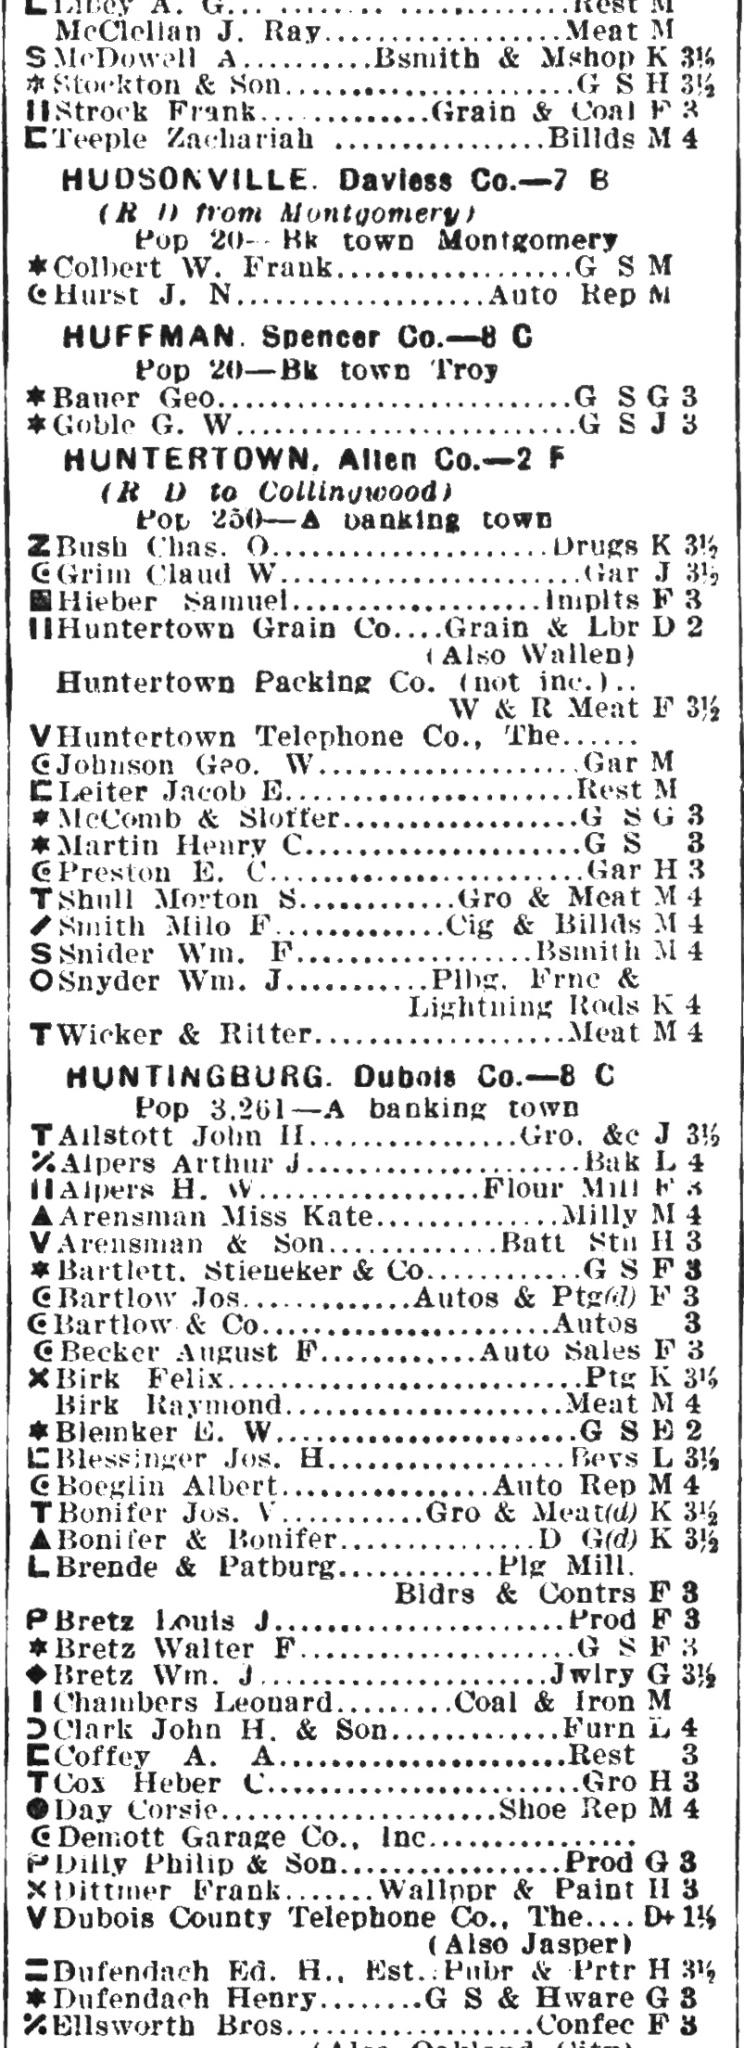 Libey A. G... ................Rest M
McClellan J. Ray....................Meat M
S McDowell A..........Bsmith & Mshop K 3½
* Stockton & Son....................G S H 3½
Strock Frank.............Grain & Coal F 3
Teeple Zachariah ................Billds M 4
HUDSONVILLE. Daviess Co.—7 B
(R D from Montgomery)
Pop 20—Bk town Montgomery
* Colbert W. Frank.................G S M
Hurst J. N..................Auto Rep M
HUFFMAN. Spencer Co.—8 C
Pop 20—Bk town Troy
* Bauer Geo..........................G S G 3
* Goble G. W.........................G S J 3
HUNTERTOWN, Allen Co.—2 F
(R D to Collingwood)
Pop 250—A banking town
Z Bush Chas. O....................Drugs K 3½
Grim Claud W......................Gar J 3½
Hieber Samuel...................Implts F 3
Huntertown Grain Co....Grain & Lbr D 2
(Also Wallen)
Huntertown Packing Co. (not inc.)..
W & R Meat F 3½
V Huntertown Telephone Co., The......
Johnson Geo. W...................Gar M
Leiter Jacob E.....................Rest M
* McComb & Sloffer.................G S G 3
* Martin Henry C....................G S 3
Preston E. C.......................Gar H 3
T Shull Morton S............Gro & Meat M 4
Smith Milo F.............Cig & Billds M 4
S Snider Wm. F.................Bsmith M 4
O Snyder Wm. J...........Plbg. Frnc &
Lightning Rods K 4
T Wicker & Ritter...................Meat M 4
HUNTINGBURG. Dubois Co.—8 C
Pop 3,261—A banking town
T Ailstott John H................Gro. &c J 3½
Alpers Arthur J....................Bak L 4
Alpers H. W.................Flour Mill F 3
▲ Arensman Miss Kate..............Milly M 4
V Arensman & Son............Batt Stn H 3
* Bartlett, Stieneker & Co...........G S F 3
Bartlow Jos............Autos & Ptg(d) F 3
Bartlow & Co.....................Autos 3
Becker August F............Auto Sales F 3
X Birk Felix..........................Ptg K 3½
Birk Raymond.....................Meat M 4
* Blemker E. W......................G S E 2
Blessinger Jos. H..................Bevs L 3½
Boeglin Albert................Auto Rep M 4
T Bonifer Jos. V...........Gro & Meat(d) K 3½
▲ Bonifer & Bonifer...............D G(d) K 3½
L Brende & Patburg............Plg Mill.
Bldrs & Contrs F 3
P Bretz Louis J......................Prod F 3
* Bretz Walter F.....................G S F 3
◆ Bretz Wm. J......................Jwlry G 3½
Chambers Leonard.........Coal & Iron M
Clark John H. & Son.............Furn L 4
Coffey A. A.......................Rest 3
T Cox Heber C........................Gro H 3
● Day Corsie.....................Shoe Rep M 4
Demott Garage Co., Inc................
P Dilly Philip & Son.................Prod G 3
X Dittmer Frank.......Wallppr & Paint H 3
V Dubois County Telephone Co., The.... D+ 1½
(Also Jasper)
Dufendach Ed. H., Est..Pubr & Prtr H 3½
* Dufendach Henry........G S & Hware G 3
Ellsworth Bros...................Confec F 3
(Also Oakland City)